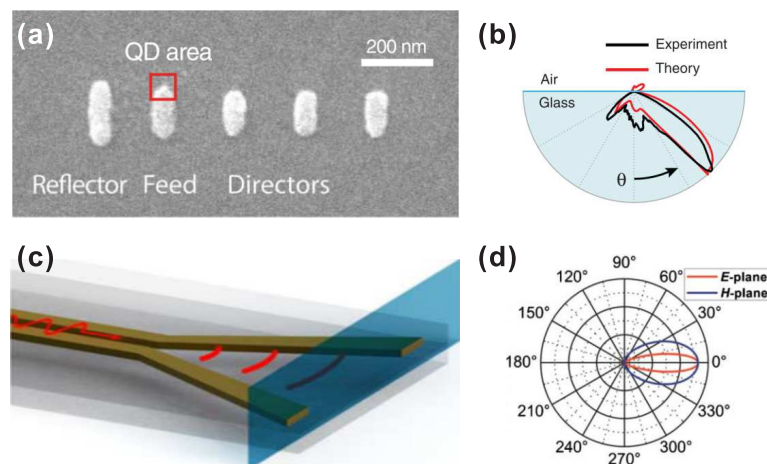 (a)
QD area
200 nm
Reflector Feed Directors
(b)
Experiment
Theory
Air
Glass
θ
(c)
(d)
E-plane
H-plane
90°
120° 60°
150° 30°
180° 0°
210° 330°
240° 300°
270°